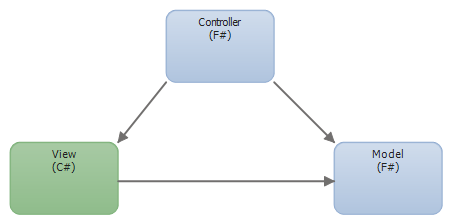 Controller
(F#)
View
(C#)
Model
(F#)